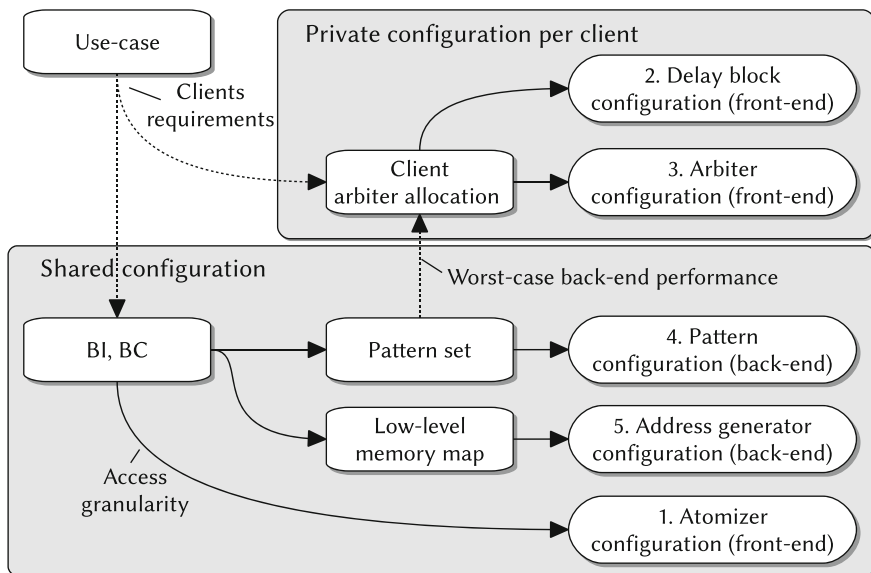 Use-case
Private configuration per client
Clients
requirements
2. Delay block
configuration (front-end)
Client
arbiter allocation
3. Arbiter
configuration (front-end)
Shared configuration
Worst-case back-end performance
BI, BC
Pattern set
4. Pattern
configuration (back-end)
Low-level
memory map
5. Address generator
configuration (back-end)
Access
granularity
1. Atomizer
configuration (front-end)